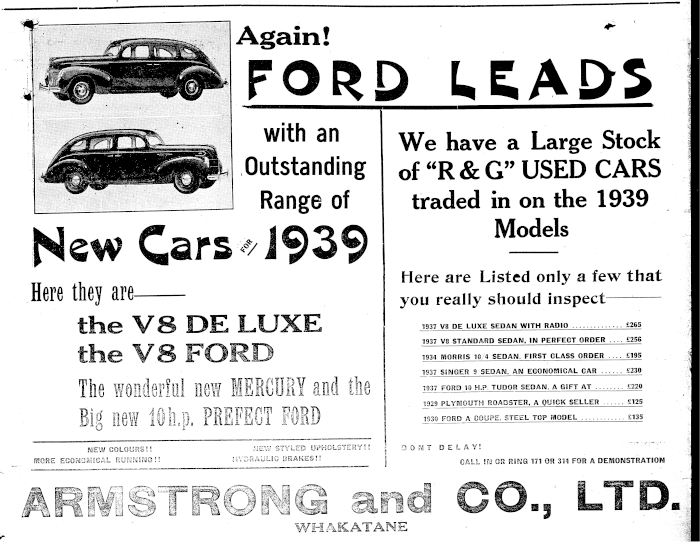 Again!
FORD LEADS
with an
Outstanding
Range of
New Cars FOR 1939
Here they are
the V8 DE LUXE
the V8 FORD
The wonderful new MERCURY and the
Big new 10h.p. PREFECT FORD
NEW COLOURS!! NEW STYLED UPHOLSTERY!!
MORE ECONOMICAL RUNNING!! HYDRAULIC BRAKES!!
We have a Large Stock
of "R & G" USED CARS
traded in on the 1939
Models
Here are Listed only a few that
you really should inspect
1937 V8 DE LUXE SEDAN WITH RADIO .............. £265
1937 V8 STANDARD SEDAN, IN PERFECT ORDER .... £256
1934 MORRIS 10/4 SEDAN, FIRST CLASS ORDER .... £195
1937 SINGER 9 SEDAN, AN ECONOMICAL CAR ...... £230
1937 FORD 10 H.P. TUDOR SEDAN, A GIFT AT ........ £220
1929 PLYMOUTH ROADSTER, A QUICK SELLER ...... £125
1930 FORD A COUPE, STEEL TOP MODEL ............ £135
DONT DELAY!
CALL IN OR RING 171 OR 314 FOR A DEMONSTRATION
ARMSTRONG and CO., LTD.
WHAKATANE